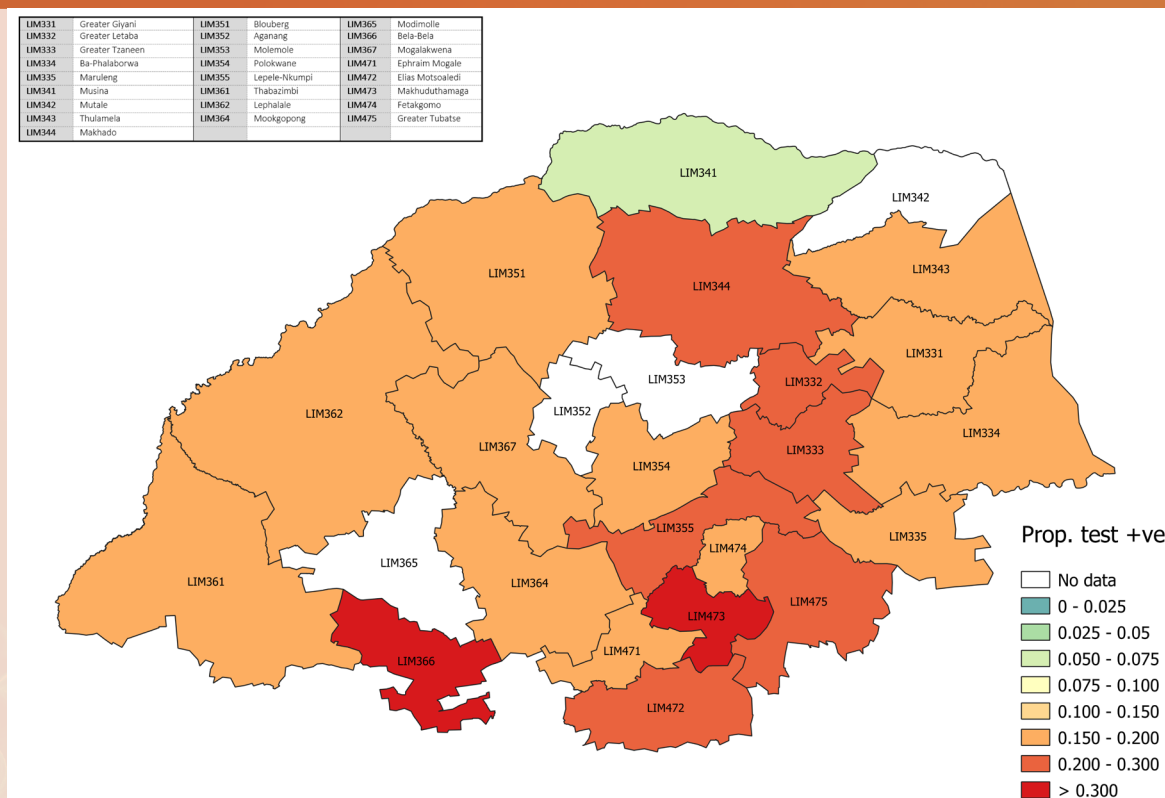 LIM331 Greater Giyani LIM351 Blouberg LIM365 Modimolle
LIM332 Greater Letaba LIM352 Aganang LIM366 Bela-Bela
LIM333 Greater Tzaneen LIM353 Molemole LIM367 Mogalakwena
LIM334 Ba-Phalaborwa LIM354 Polokwane LIM471 Ephraim Mogale
LIM335 Maruleng LIM355 Lepele-Nkumpi LIM472 Elias Motsoaledi
LIM341 Musina LIM361 Thabazimbi LIM473 Makhuduthamaga
LIM342 Mutale LIM362 Lephalale LIM474 Fetakgomo
LIM343 Thulamela LIM364 Mookgopong LIM475 Greater Tubatse
LIM344 Makhado
LIM341
LIM342
LIM343
LIM351
LIM344
LIM331
LIM353
LIM332
LIM352
LIM362
LIM334
LIM367
LIM333
LIM354
LIM355
LIM335
LIM474
LIM365
LIM361
LIM364
LIM475
LIM473
LIM471
LIM366
LIM472
Prop. test +ve
No data
0 - 0.025
0.025 - 0.05
0.050 - 0.075
0.075 - 0.100
0.100 - 0.150
0.150 - 0.200
0.200 - 0.300
> 0.300